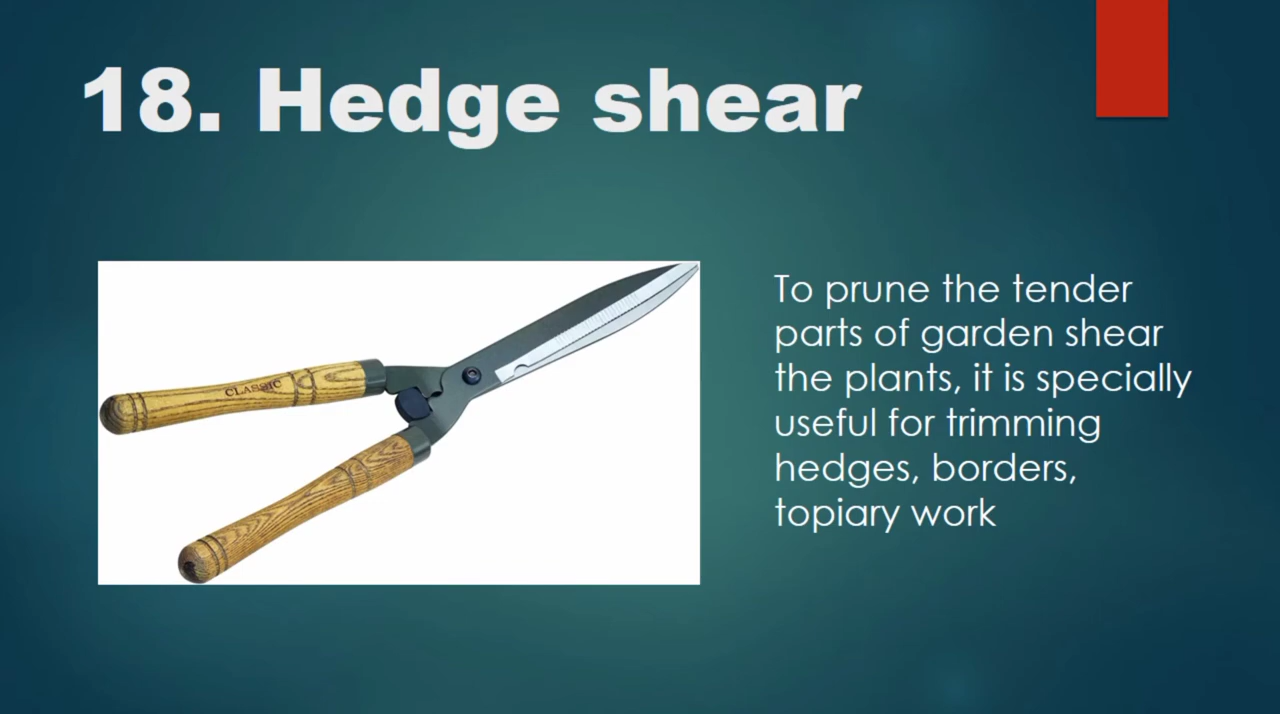 18. Hedge shear
CLASSIC
To prune the tender
parts of garden shear
the plants, it is specially
useful for trimming
hedges, borders,
topiary work